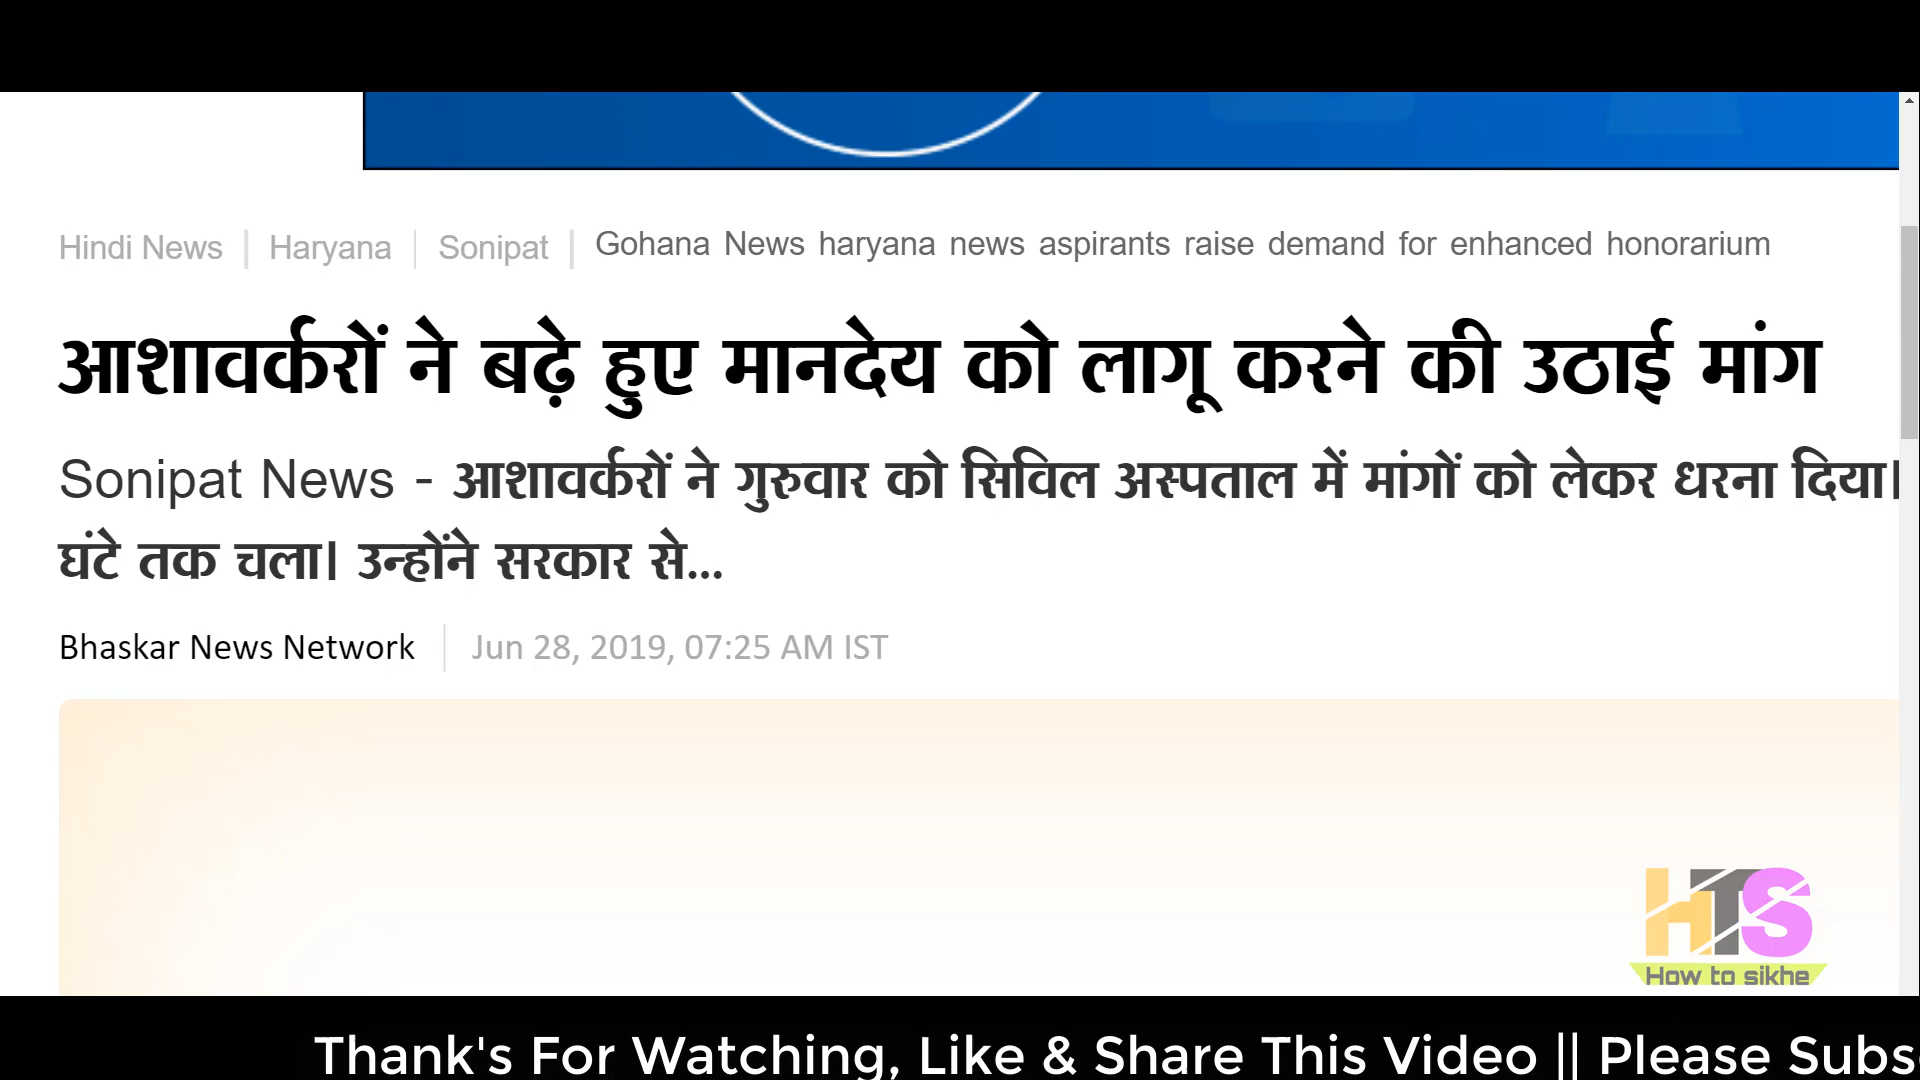 Hindi News | Haryana | Sonipat | Gohana News haryana news aspirants raise demand for enhanced honorarium
आशावर्करों ने बढ़े हुए मानदेय को लागू करने की उठाई मांग
Sonipat News - आशावर्करों ने गुरुवार को सिविल अस्पताल में मांगों को लेकर धरना दिया।
घंटे तक चला। उन्होंने सरकार से...
Bhaskar News Network | Jun 28, 2019, 07:25 AM IST
HTS
How to sikhe
Thank's For Watching, Like & Share This Video || Please Subs